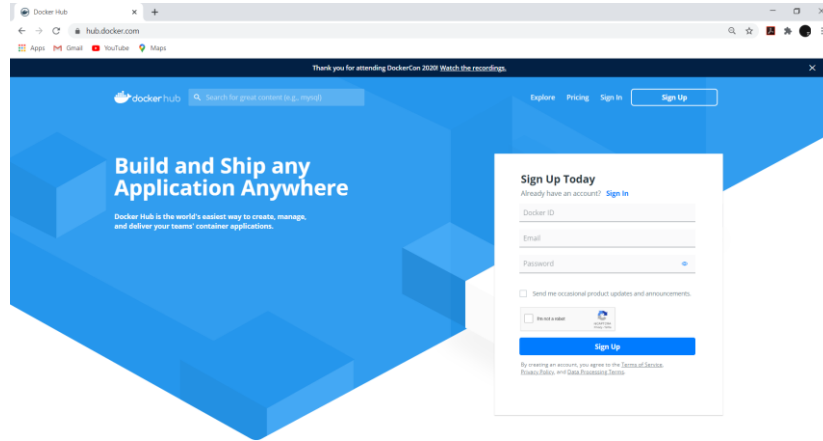 Docker Hub
hub.docker.com
Apps Gmail YouTube Maps
Thank you for attending DockerCon 2020! Watch the recordings.
docker hub Search for great content (e.g., mysql) Explore Pricing Sign In Sign Up
Build and Ship any
Application Anywhere
Docker Hub is the world's easiest way to create, manage,
and deliver your teams' container applications.
Sign Up Today
Already have an account? Sign In
Docker ID
Email
Password
Send me occasional product updates and announcements.
I'm not a robot
reCAPTCHA
Privacy - Terms
Sign Up
By creating an account, you agree to the Terms of Service,
Privacy Policy, and Data Processing Terms.